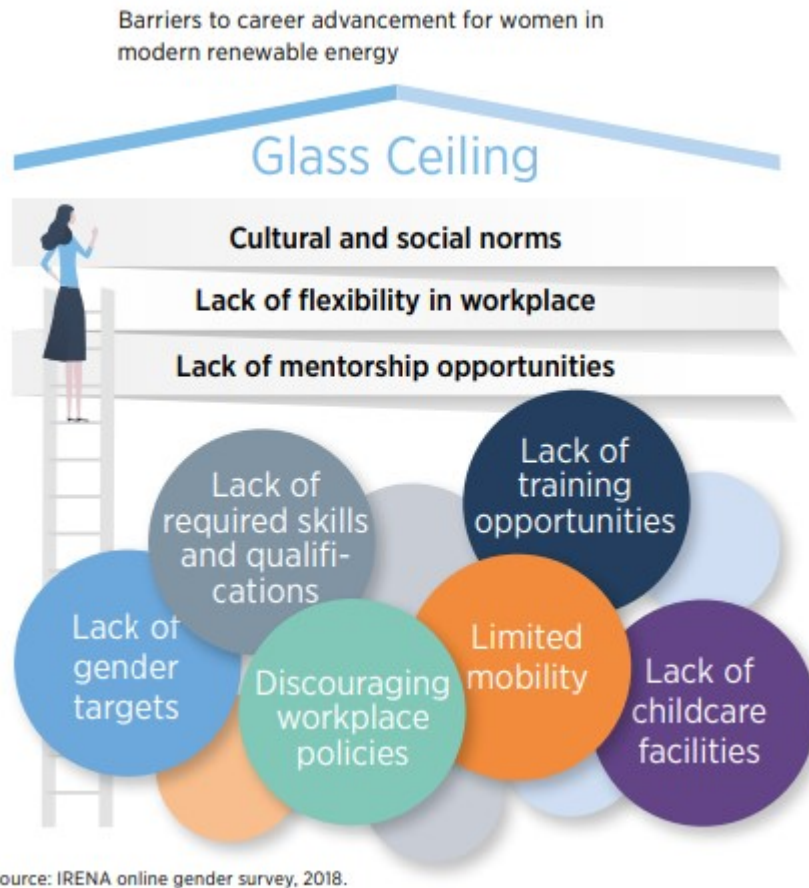 Barriers to career advancement for women in
modern renewable energy
Glass Ceiling
Cultural and social norms
Lack of flexibility in workplace
Lack of mentorship opportunities
Lack of
required skills
and qualifi-
cations
Lack of
training
opportunities
Lack of
gender
targets
Discouraging
workplace
policies
Limited
mobility
Lack of
childcare
facilities
ource: IRENA online gender survey, 2018.